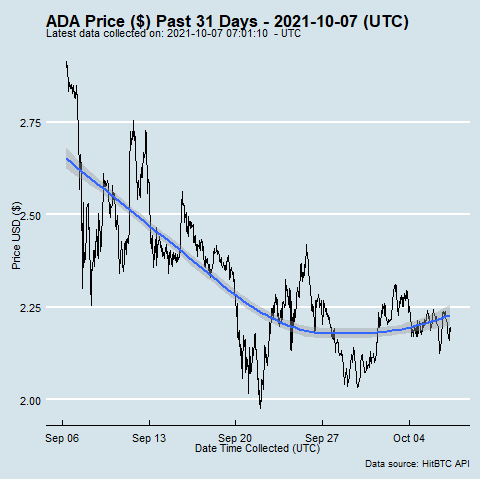 ADA Price ($) Past 31 Days - 2021-10-07 (UTC)
Latest data collected on: 2021-10-07 07:01:10  - UTC
Price USD ($)
2.75
2.50
2.25
2.00
Sep 06 Sep 13 Sep 20 Sep 27 Oct 04
Date Time Collected (UTC)
Data source: HitBTC API